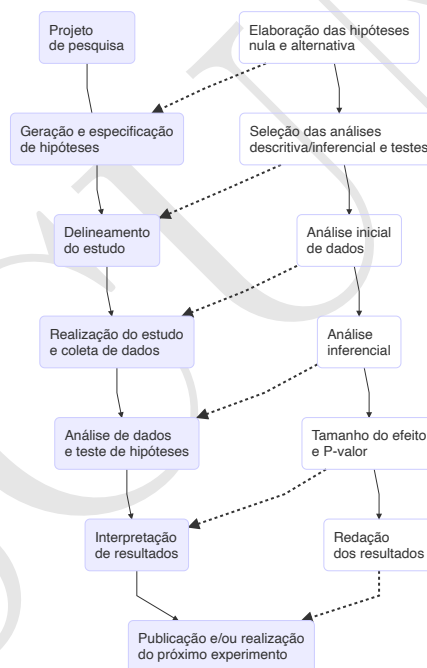 Projeto
de pesquisa
Elaboração das hipóteses
nula e alternativa
Geração e especificação
de hipóteses
Seleção das análises
descritiva/inferencial e testes
Delineamento
do estudo
Análise inicial
de dados
Realização do estudo
e coleta de dados
Análise
inferencial
Análise de dados
e teste de hipóteses
Tamanho do efeito
e P-valor
Interpretação
de resultados
Redação
dos resultados
Publicação e/ou realização
do próximo experimento